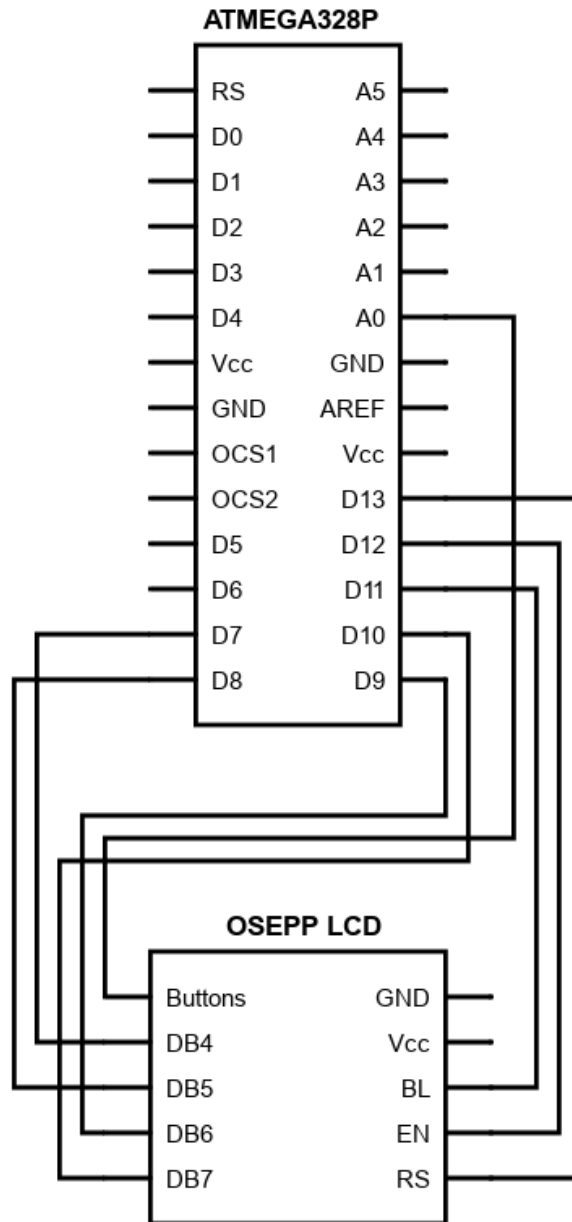 ATMEGA328P
RS A5
D0 A4
D1 A3
D2 A2
D3 A1
D4 A0
Vcc GND
GND AREF
OCS1 Vcc
OCS2 D13
D5 D12
D6 D11
D7 D10
D8 D9
OSEPP LCD
Buttons GND
DB4 Vcc
DB5 BL
DB6 EN
DB7 RS